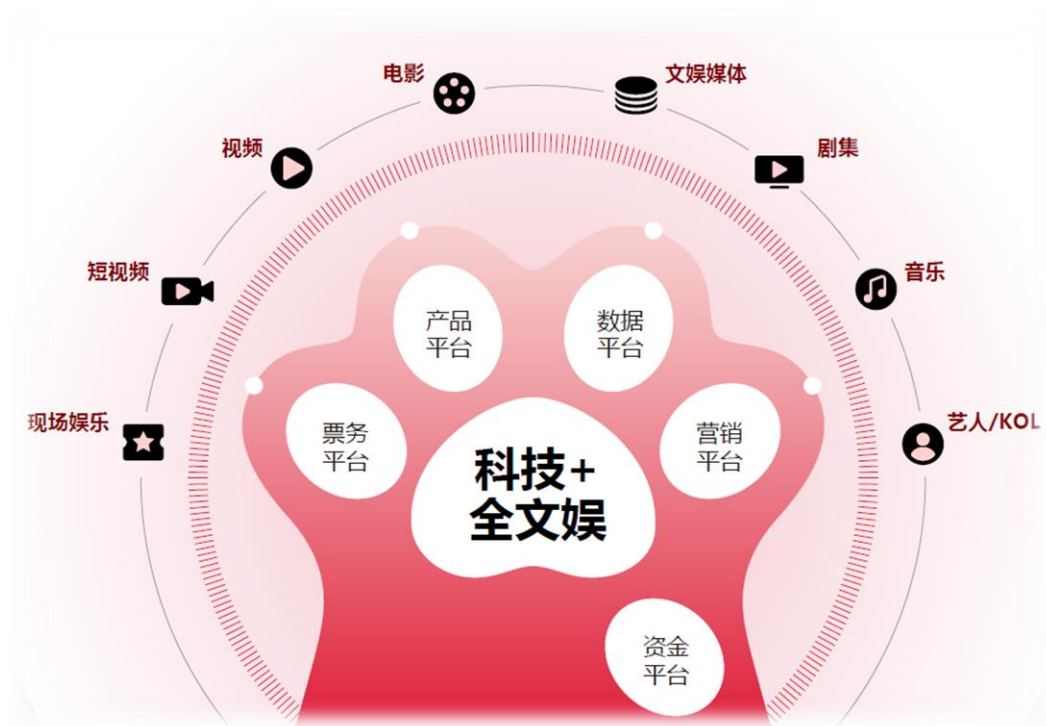 电影
文娱媒体
视频
剧集
短视频
音乐
现场娱乐
艺人/KOL
产品
平台
数据
平台
票务
平台
营销
平台
科技+
全文娱
资金
平台